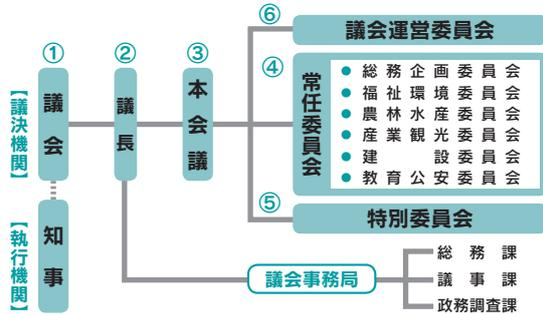 ⑥
議会運営委員会
①
②
③
④
【議決機関】
議会
議長
本会議
常任委員会
● 総務企画委員会
● 福祉環境委員会
● 農林水産委員会
● 産業観光委員会
● 建設委員会
● 教育公安委員会
⑤
特別委員会
【執行機関】
知事
議会事務局
総務課
議事課
政務調査課